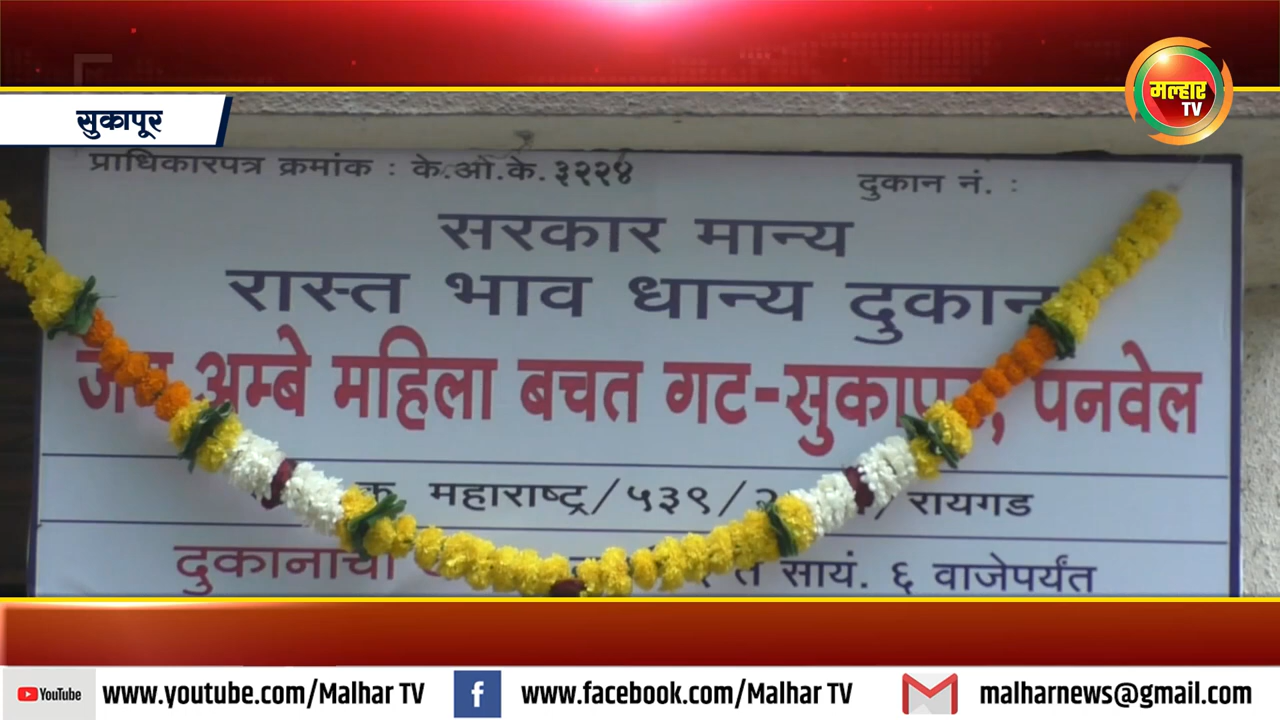 मल्हार
TV
सुकापूर
प्राधिकारपत्र क्रमांक : के.ओ.के. ३२२४ दुकान नं. :
सरकार मान्य
रास्त भाव धान्य दुकान
अम्बे महिला बचत गट-सुकापूर, पनवेल
क्र. महाराष्ट्र/५३९/ / रायगड
दुकानाची ते सायं. ६ वाजेपर्यंत
YouTube www.youtube.com/Malhar TV f www.facebook.com/Malhar TV malharnews@gmail.com